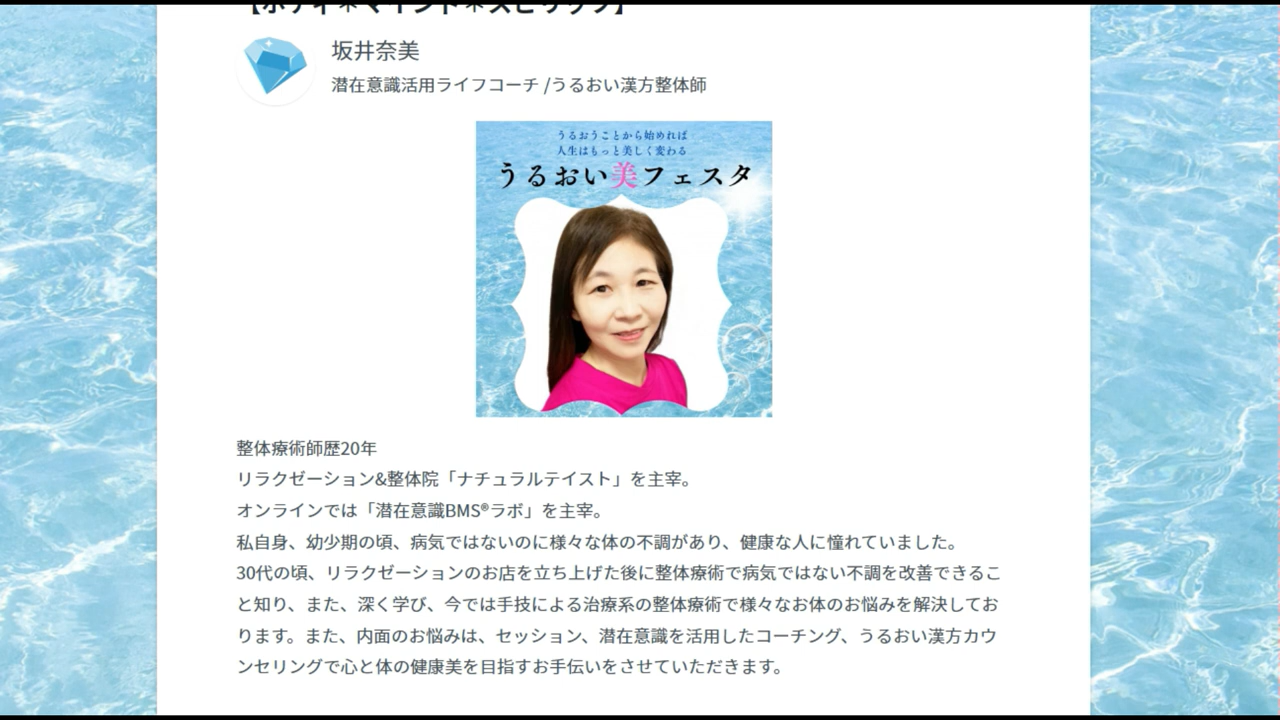 【ボディ＊マインド＊スピリッツ】
坂井奈美
潜在意識活用ライフコーチ /うるおい漢方整体師
うるおうことから始めれば
人生はもっと美しく変わる
うるおい美フェスタ
整体療術師歴20年
リラクゼーション&整体院「ナチュラルテイスト」を主宰。
オンラインでは「潜在意識BMS®ラボ」を主宰。
私自身、幼少期の頃、病気ではないのに様々な体の不調があり、健康な人に憧れていました。
30代の頃、リラクゼーションのお店を立ち上げた後に整体療術で病気ではない不調を改善できるこ
と知り、また、深く学び、今では手技による治療系の整体療術で様々なお体のお悩みを解決してお
ります。また、内面のお悩みは、セッション、潜在意識を活用したコーチング、うるおい漢方カウ
ンセリングで心と体の健康美を目指すお手伝いをさせていただきます。